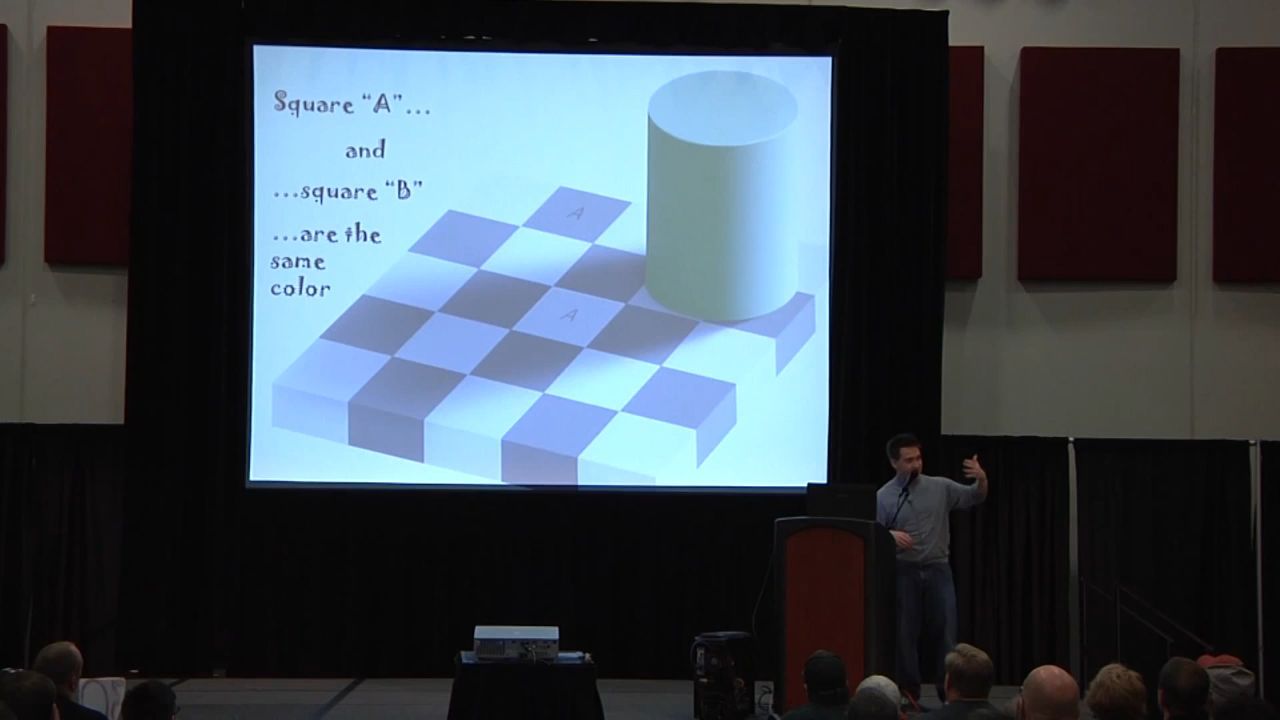 Square “A”...
and
...square “B”
...are the
same
color
A
A